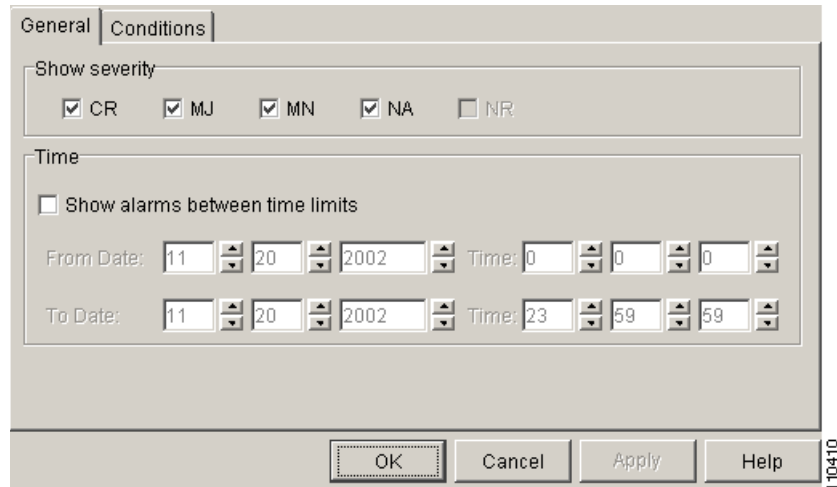 General Conditions
Show severity
CR MJ MN NA NR
Time
Show alarms between time limits
From Date: 11 20 2002 Time: 0 0 0
To Date: 11 20 2002 Time: 23 59 59
OK Cancel Apply Help
110410